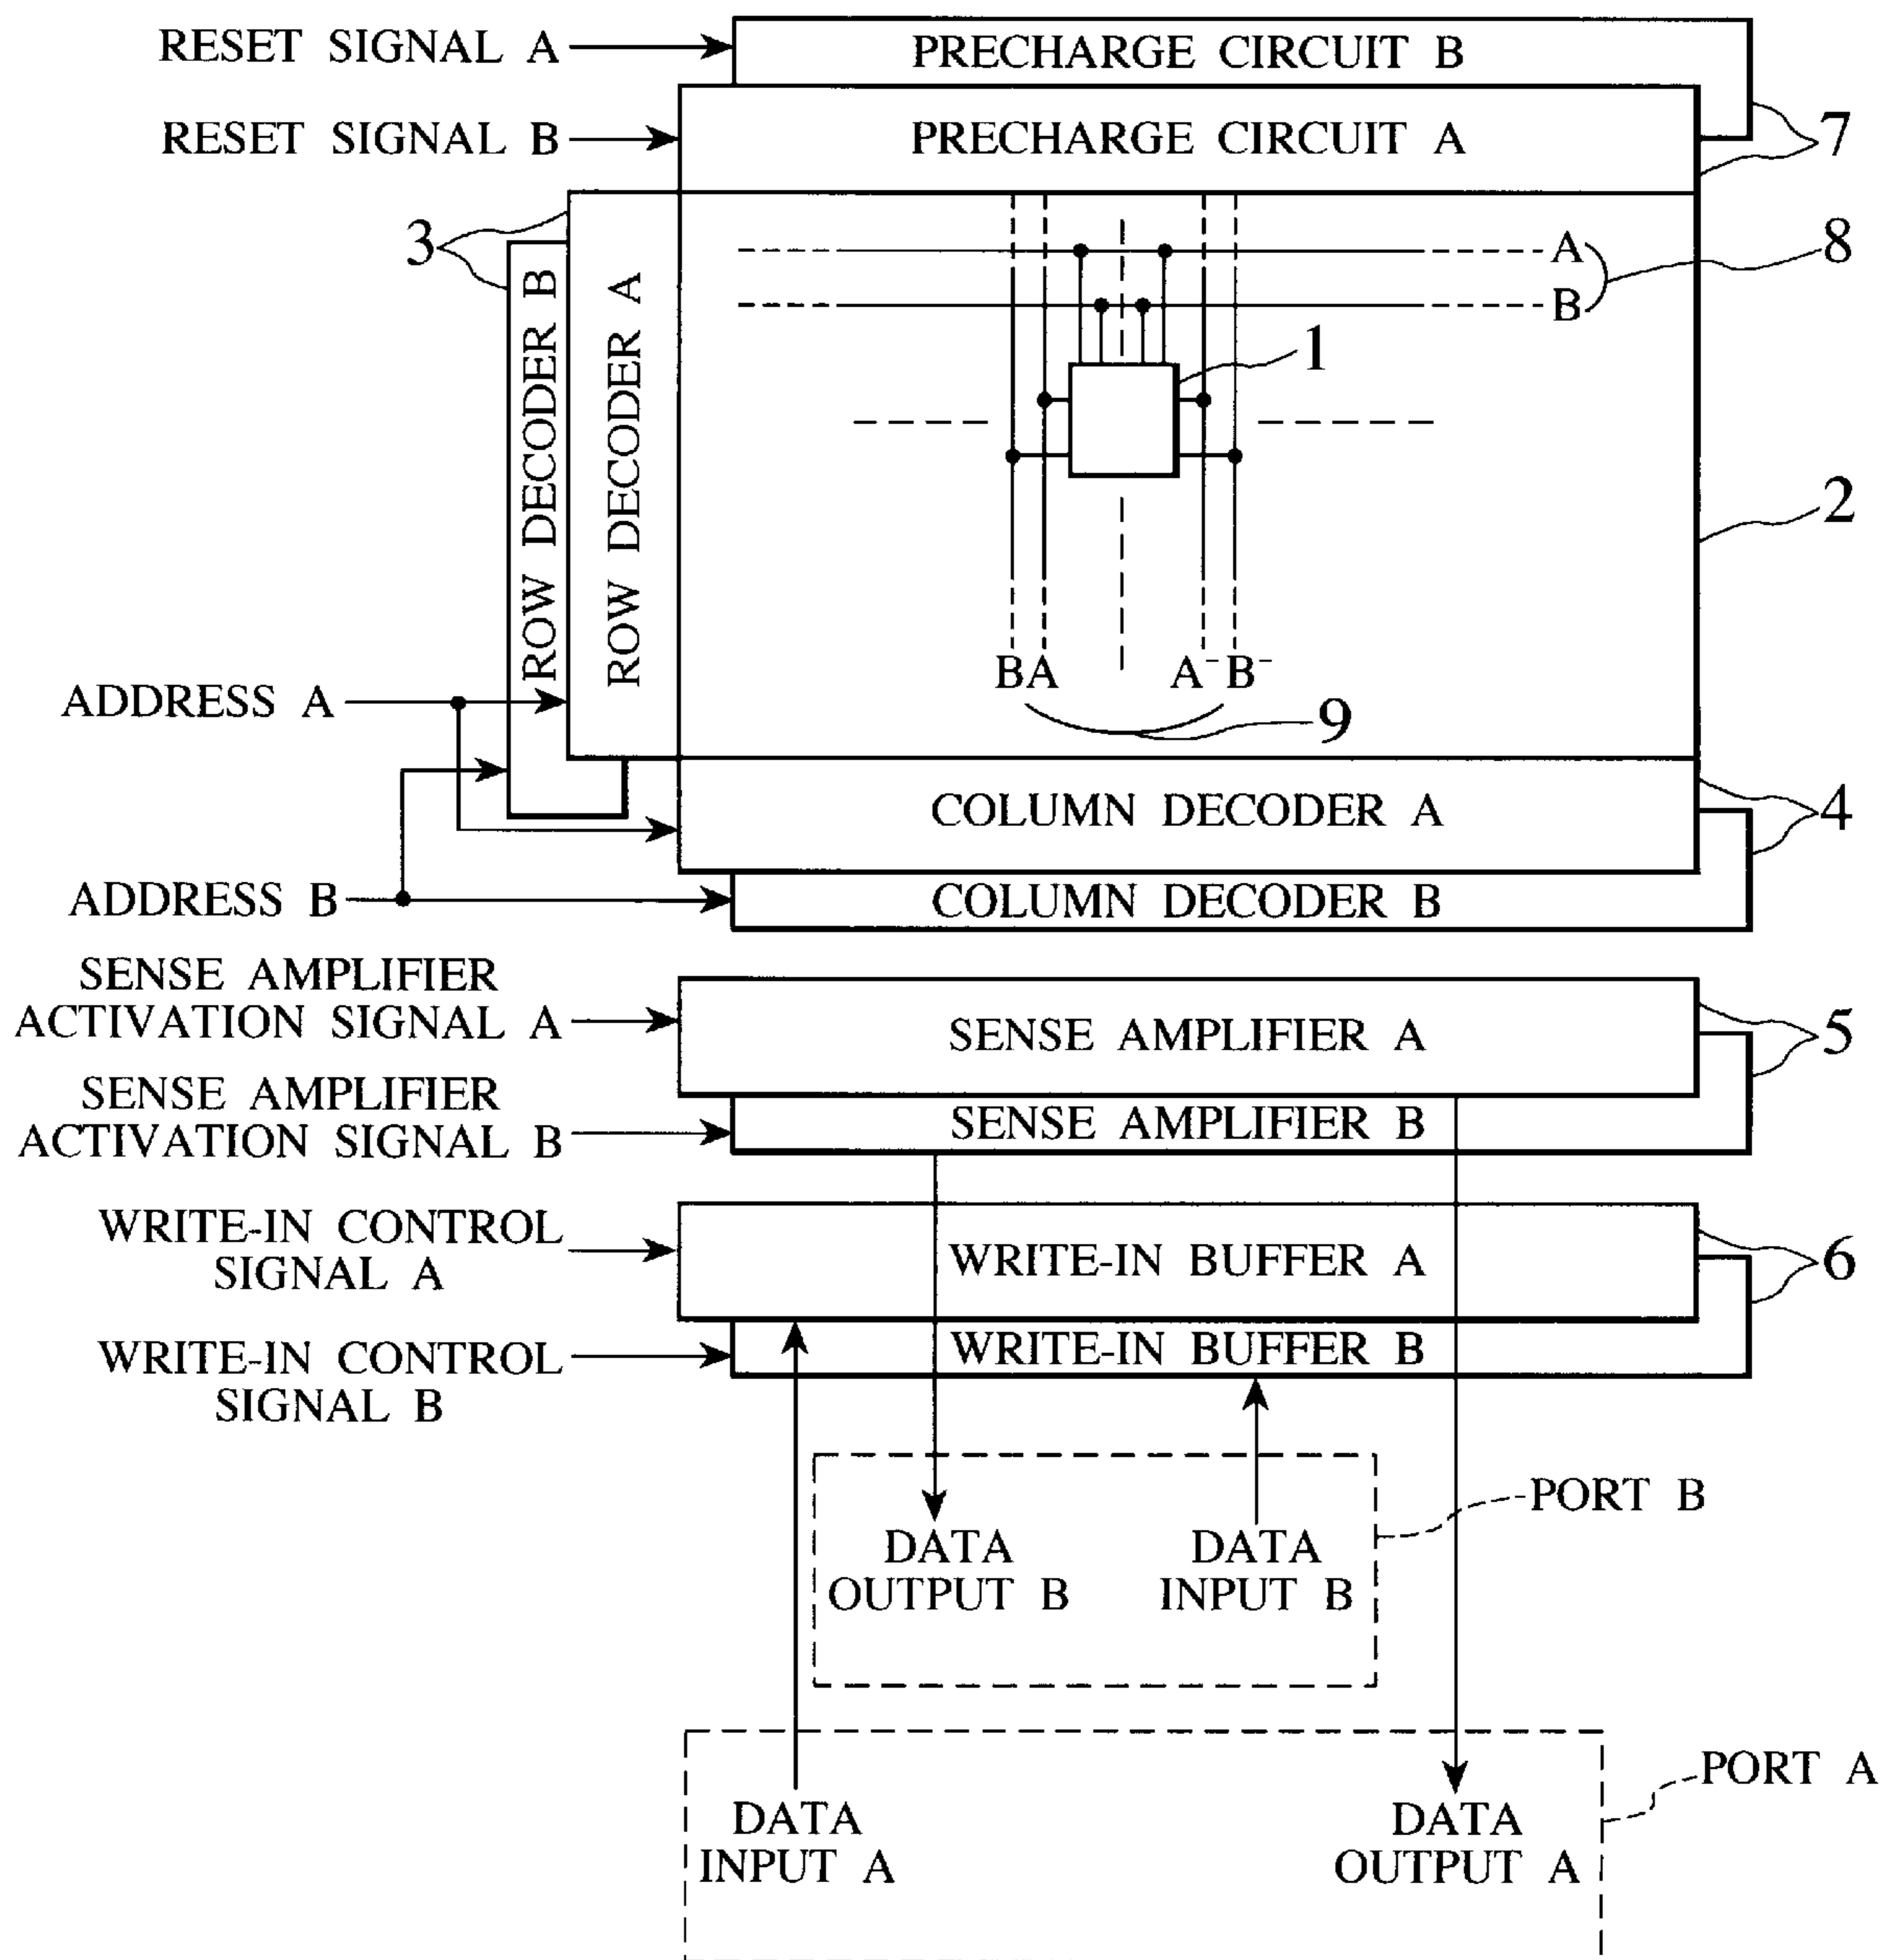 RESET SIGNAL A
PRECHARGE CIRCUIT B
RESET SIGNAL B
PRECHARGE CIRCUIT A
7
3
ROW DECODER B
ROW DECODER A
A
8
B
1
2
B A
A⁻ B⁻
9
ADDRESS A
COLUMN DECODER A
4
ADDRESS B
COLUMN DECODER B
SENSE AMPLIFIER
ACTIVATION SIGNAL A
SENSE AMPLIFIER A
5
SENSE AMPLIFIER
ACTIVATION SIGNAL B
SENSE AMPLIFIER B
WRITE-IN CONTROL
SIGNAL A
WRITE-IN BUFFER A
6
WRITE-IN CONTROL
SIGNAL B
WRITE-IN BUFFER B
PORT B
DATA
OUTPUT B
DATA
INPUT B
PORT A
DATA
INPUT A
DATA
OUTPUT A